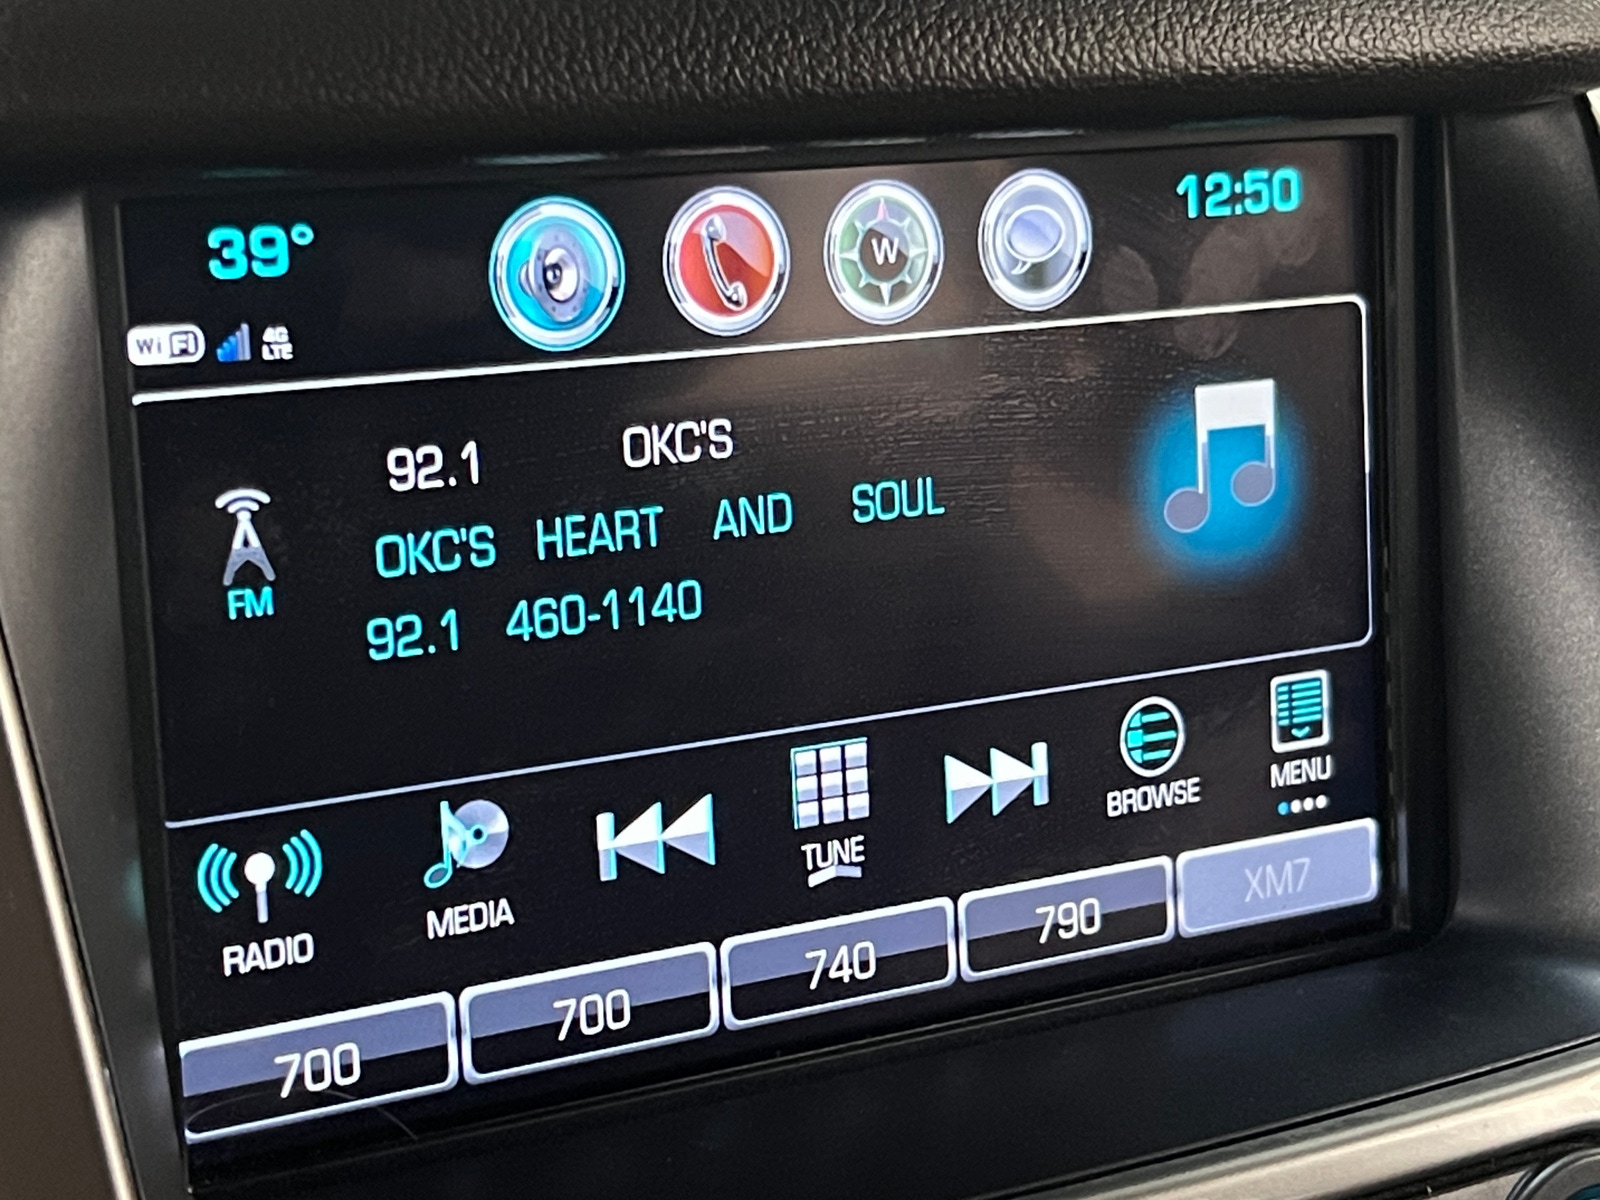 39°
12:50
W
WiFi 4G LTE
92.1 OKC'S
OKC'S HEART AND SOUL
92.1 460-1140
FM
RADIO
MEDIA
TUNE
BROWSE
MENU
700
700
740
790
XM7